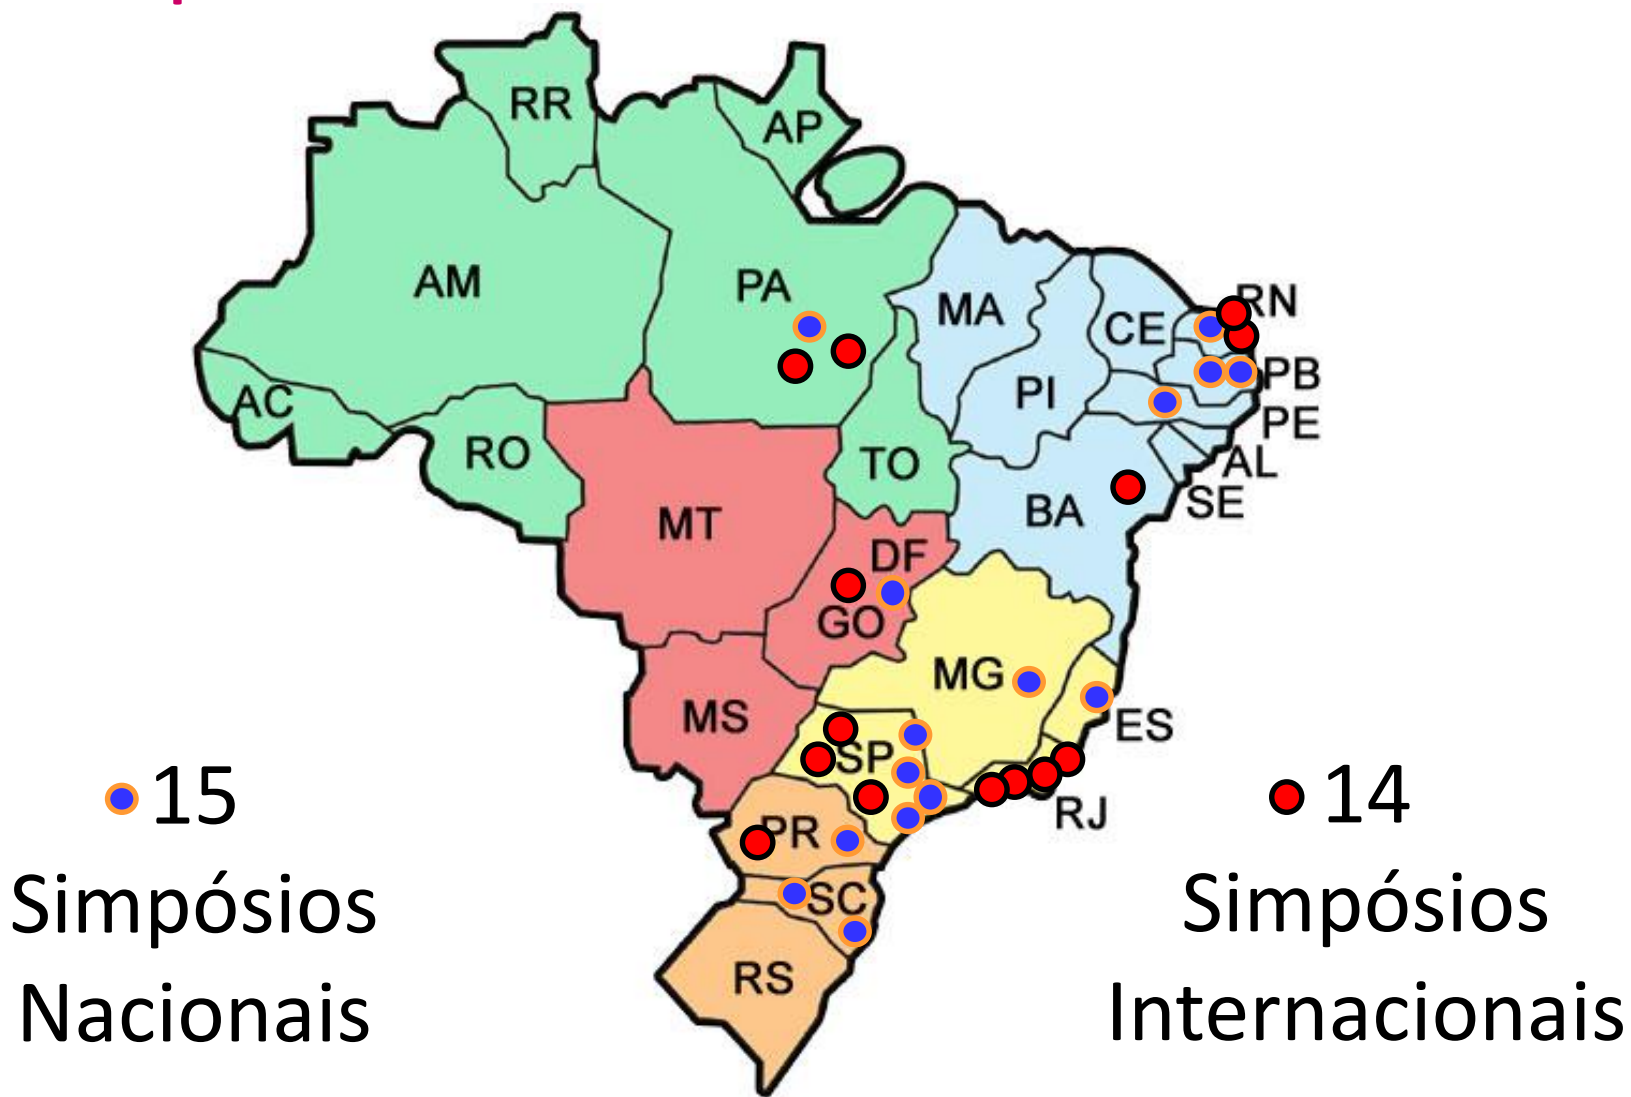 RR
AP
AM
PA
MA
CE
RN
PB
PI
PE
AC
RO
TO
AL
SE
BA
MT
DF
GO
MG
MS
ES
SP
RJ
PR
SC
RS
15
Simpósios
Nacionais
14
Simpósios
Internacionais